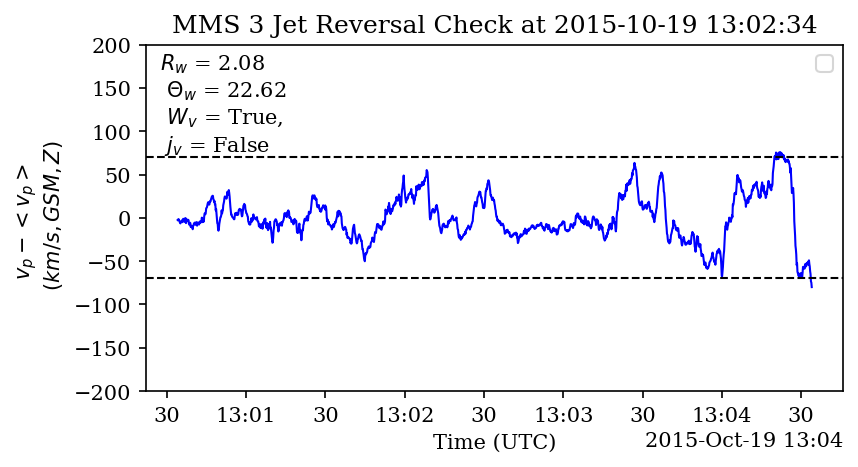 MMS 3 Jet Reversal Check at 2015-10-19 13:02:34
R_w = 2.08
Θ_w = 22.62
W_v = True,
j_v = False
v_p − < v_p >
(km/s, GSM, Z)
200
150
100
50
0
−50
−100
−150
−200
30 13:01 30 13:02 30 13:03 30 13:04 30
Time (UTC)
2015-Oct-19 13:04